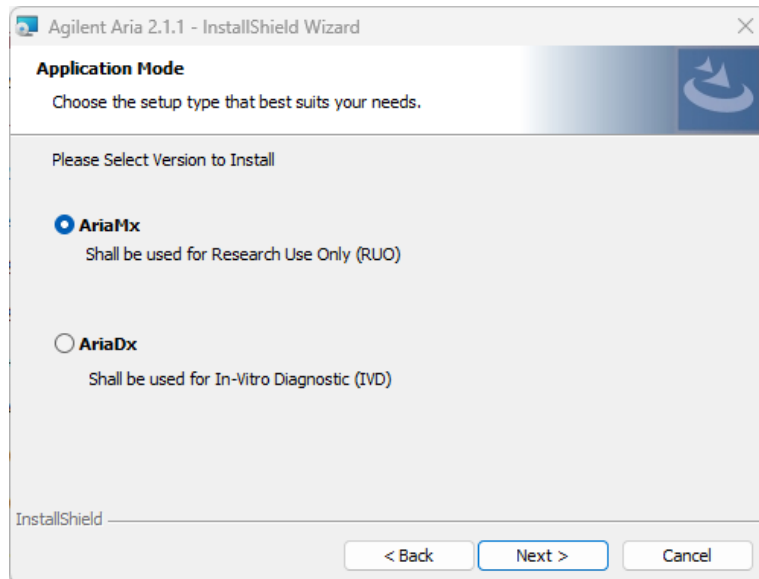 Agilent Aria 2.1.1 - InstallShield Wizard
Application Mode
Choose the setup type that best suits your needs.
Please Select Version to Install
AriaMx
Shall be used for Research Use Only (RUO)
AriaDx
Shall be used for In-Vitro Diagnostic (IVD)
InstallShield
< Back
Next >
Cancel